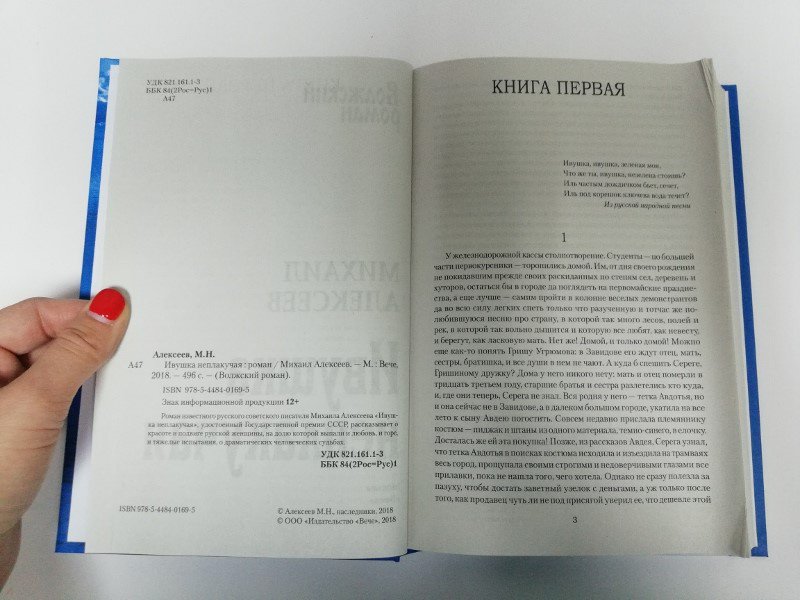 УДК 821.161.1-3
ББК 84(2Рос=Рус)1
А47
Алексеев, М.Н.
А47 Ивушка неплакучая : роман / Михаил Алексеев. — М. : Вече,
2018. — 496 с. — (Волжский роман).
ISBN 978-5-4484-0169-5
Знак информационной продукции 12+
Роман известного русского советского писателя Михаила Алексеева «Ивуш-
ка неплакучая», удостоенный Государственной премии СССР, рассказывает о
красоте и подвиге русской женщины, на долю которой выпали и любовь, и горе,
и тяжелые испытания, о драматических человеческих судьбах.
УДК 821.161.1-3
ББК 84(2Рос=Рус)1
ISBN 978-5-4484-0169-5
© Алексеев М.Н., наследники, 2018
© ООО «Издательство «Вече», 2018
КНИГА ПЕРВАЯ
Ивушка, ивушка, зеленая моя,
Что же ты, ивушка, незелена стоишь?
Иль частым дождичком бьет, сечет,
Иль под корешок ключева вода течет?
Из русской народной песни
1
У железнодорожной кассы столпотворение. Студенты — по большей
части первокурсники — торопились домой. Им, от дня своего рождения
не покидавшим прежде своих раскиданных по степям сел, деревень и
хуторов, остаться бы в городе да поглядеть на первомайские празднe-
ства, а еще лучше — самим пройти в колонне веселых демонстрантов
да во всю силу легких спеть только что разученную и тотчас же по-
любившуюся песню про страну, в которой так много лесов, полей и
рек, в которой так вольно дышится и которую все любят, как невесту,
и берегут, как ласковую мать. Нет же! Домой, и только домой! Можно
еще как-то понять Гришу Угрюмова: в Завидове его ждут отец, мать,
сестры, братишка, и все души в нем не чают. А куда б спешить Сереге,
Гришиному дружку? Дома у него никого нету: мать и отец померли в
тридцать третьем году, старшие братья и сестра разлетелись кто куда,
и, где они теперь, Серега не знал. Вся родня у него — тетка Авдотья, но
и она сейчас не в Завидове, а в далеком большом городе, укатила на все
лето к сыну Авдею погостить. Совсем недавно прислала племяннику
костюм — пиджак и штаны из одного материала, темно-синего, в елочку.
Досталась же ей эта покупка! Позже, из рассказов Авдея, Серега узнал,
что тетка Авдотья в поисках костюма исходила и изъездила на трамваях
весь город, прощупала своими строгими и недоверчивыми глазами все
прилавки, пока не нашла того, чего хотела. Однако не сразу полезла за
пазуху, чтобы достать заветный узелок с деньгами, а уж только после
того, как продавец чуть ли не под присягой уверил ее, что дешевле этой
3